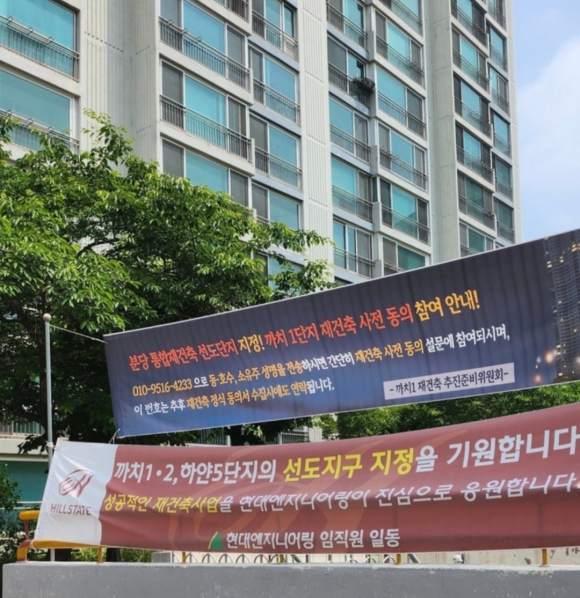 분당 통합재건축 선도단지 지정! 까치 1단지 재건축 사전 동의 참여 안내!
010-9516-4233 으로 동·호수, 소유주 성명을 전송하시면 간단히 재건축 사전 동의 설문에 참여되시며,
이 번호는 추후 재건축 정식 동의서 수집시에도 연락됩니다.
- 까치1 재건축 추진준비위원회 -
까치1·2,하얀5단지의 선도지구 지정을 기원합니다
성공적인 재건축사업을 현대엔지니어링이 진심으로 응원합니다.
HILLSTATE
현대엔지니어링 임직원 일동